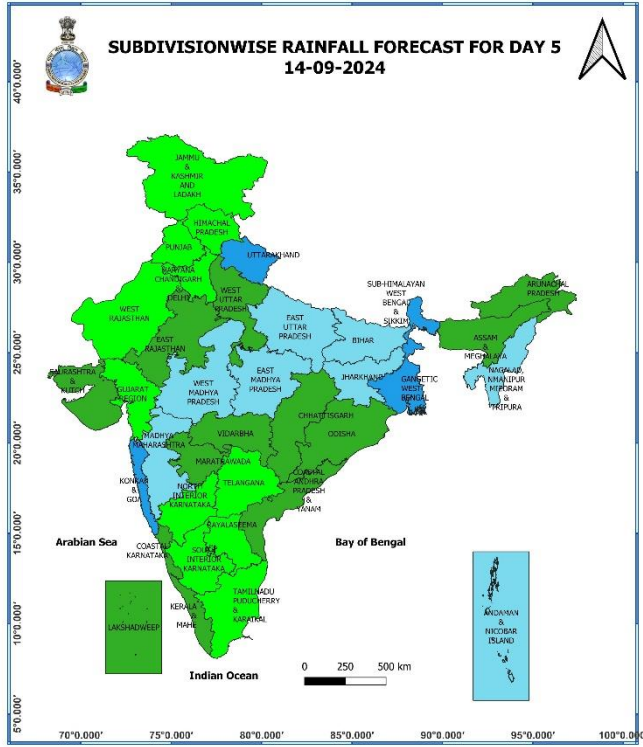 SUBDIVISIONWISE RAINFALL FORECAST FOR DAY 5
14-09-2024
40°0.000'
35°0.000'
30°0.000'
25°0.000'
20°0.000'
15°0.000'
10°0.000'
5°0.000'
JAMMU
&
KASHMIR
AND
LADAKH
HIMACHAL
PRADESH
PUNJAB
UTTARAKHAND
HARYANA
CHANDIGARH
&
DELHI
WEST
UTTAR
PRADESH
SUB-HIMALAYAN
WEST
BENGAL
&
SIKKIM
ARUNACHAL
PRADESH
WEST
RAJASTHAN
EAST
RAJASTHAN
EAST
UTTAR
PRADESH
BIHAR
ASSAM
&
MEGHALAYA
NAGALAD,
NMANIPUR
MIZORAM
&
TRIPURA
SAURASHTRA
&
KUTCH
GUJARAT
REGION
WEST
MADHYA
PRADESH
EAST
MADHYA
PRADESH
JHARKHAND
GANGETIC
WEST
BENGAL
CHHATISGARH
ODISHA
MADHYA
MAHARASHTRA
VIDARBHA
MARATHWADA
KONKAN
&
GOA
NORTH
INTERIOR
KARNATAKA
TELANGANA
COASTAL
ANDHRA
PRADESH
&
YANAM
RAYALASEEMA
Arabian Sea
COASTAL
KARNATAKA
SOUTH
INTERIOR
KARNATAKA
Bay of Bengal
LAKSHADWEEP
KERALA
&
MAHE
TAMILNADU
PUDUCHERRY
&
KARAIKAL
ANDAMAN
&
NICOBAR
ISLAND
Indian Ocean
0 250 500 km
70°0.000' 75°0.000' 80°0.000' 85°0.000' 90°0.000' 95°0.000' 100°0.000'